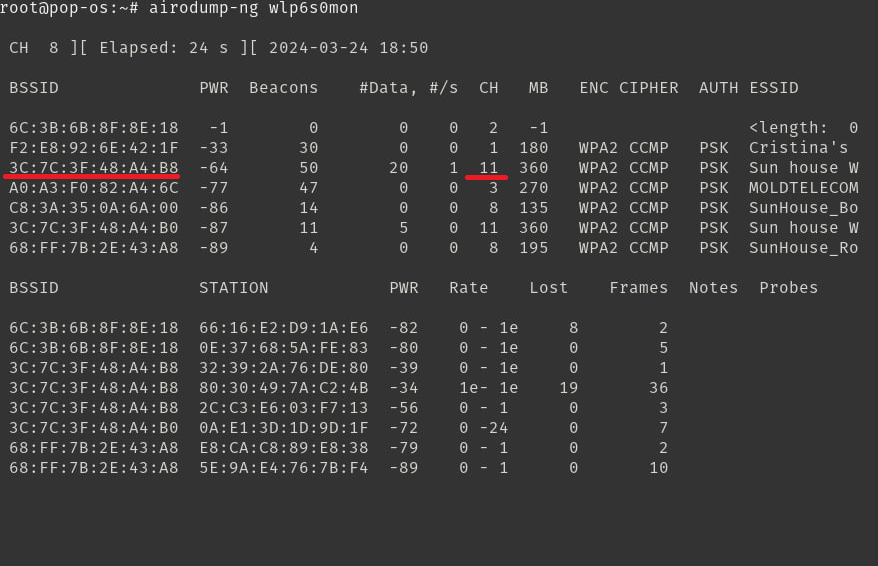 root@pop-os:~# airodump-ng wlp6s0mon
CH  8 ][ Elapsed: 24 s ][ 2024-03-24 18:50
BSSID              PWR  Beacons    #Data, #/s  CH   MB   ENC CIPHER  AUTH ESSID
6C:3B:6B:8F:8E:18   -1        0        0    0   2   -1                    <length:  0
F2:E8:92:6E:42:1F  -33       30        0    0   1  180   WPA2 CCMP   PSK  Cristina's
3C:7C:3F:48:A4:B8  -64       50       20    1  11  360   WPA2 CCMP   PSK  Sun house W
A0:A3:F0:82:A4:6C  -77       47        0    0   3  270   WPA2 CCMP   PSK  MOLDTELECOM
C8:3A:35:0A:6A:00  -86       14        0    0   8  135   WPA2 CCMP   PSK  SunHouse_Bo
3C:7C:3F:48:A4:B0  -87       11        5    0  11  360   WPA2 CCMP   PSK  Sun house W
68:FF:7B:2E:43:A8  -89        4        0    0   8  195   WPA2 CCMP   PSK  SunHouse_Ro
BSSID              STATION            PWR   Rate    Lost    Frames  Notes  Probes
6C:3B:6B:8F:8E:18  66:16:E2:D9:1A:E6  -82    0 - 1e     8        2
6C:3B:6B:8F:8E:18  0E:37:68:5A:FE:83  -80    0 - 1e     0        5
3C:7C:3F:48:A4:B8  32:39:2A:76:DE:80  -39    0 - 1e     0        1
3C:7C:3F:48:A4:B8  80:30:49:7A:C2:4B  -34    1e- 1e    19       36
3C:7C:3F:48:A4:B8  2C:C3:E6:03:F7:13  -56    0 - 1      0        3
3C:7C:3F:48:A4:B0  0A:E1:3D:1D:9D:1F  -72    0 -24      0        7
68:FF:7B:2E:43:A8  E8:CA:C8:89:E8:38  -79    0 - 1      0        2
68:FF:7B:2E:43:A8  5E:9A:E4:76:7B:F4  -89    0 - 1      0       10